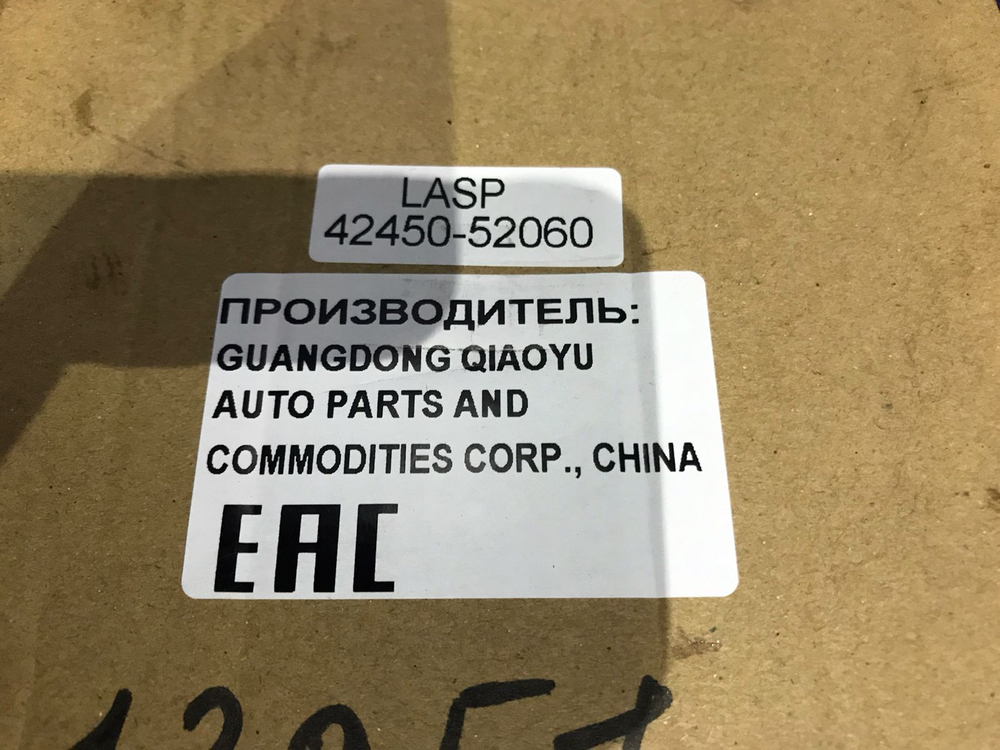 LASP
42450-52060
ПРОИЗВОДИТЕЛЬ:
GUANGDONG QIAOYU
AUTO PARTS AND
COMMODITIES CORP., CHINA
EAC